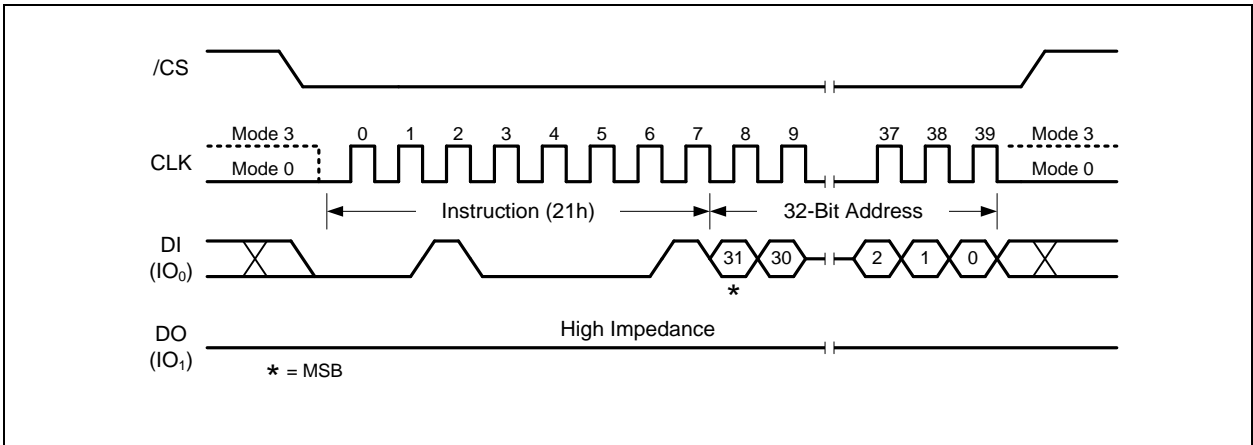 /CS
Mode 3 0 1 2 3 4 5 6 7 8 9 37 38 39 Mode 3
CLK
Mode 0 Mode 0
Instruction (21h) 32-Bit Address
DI
(IO₀)
31 30 2 1 0
*
High Impedance
DO
(IO₁)
* = MSB